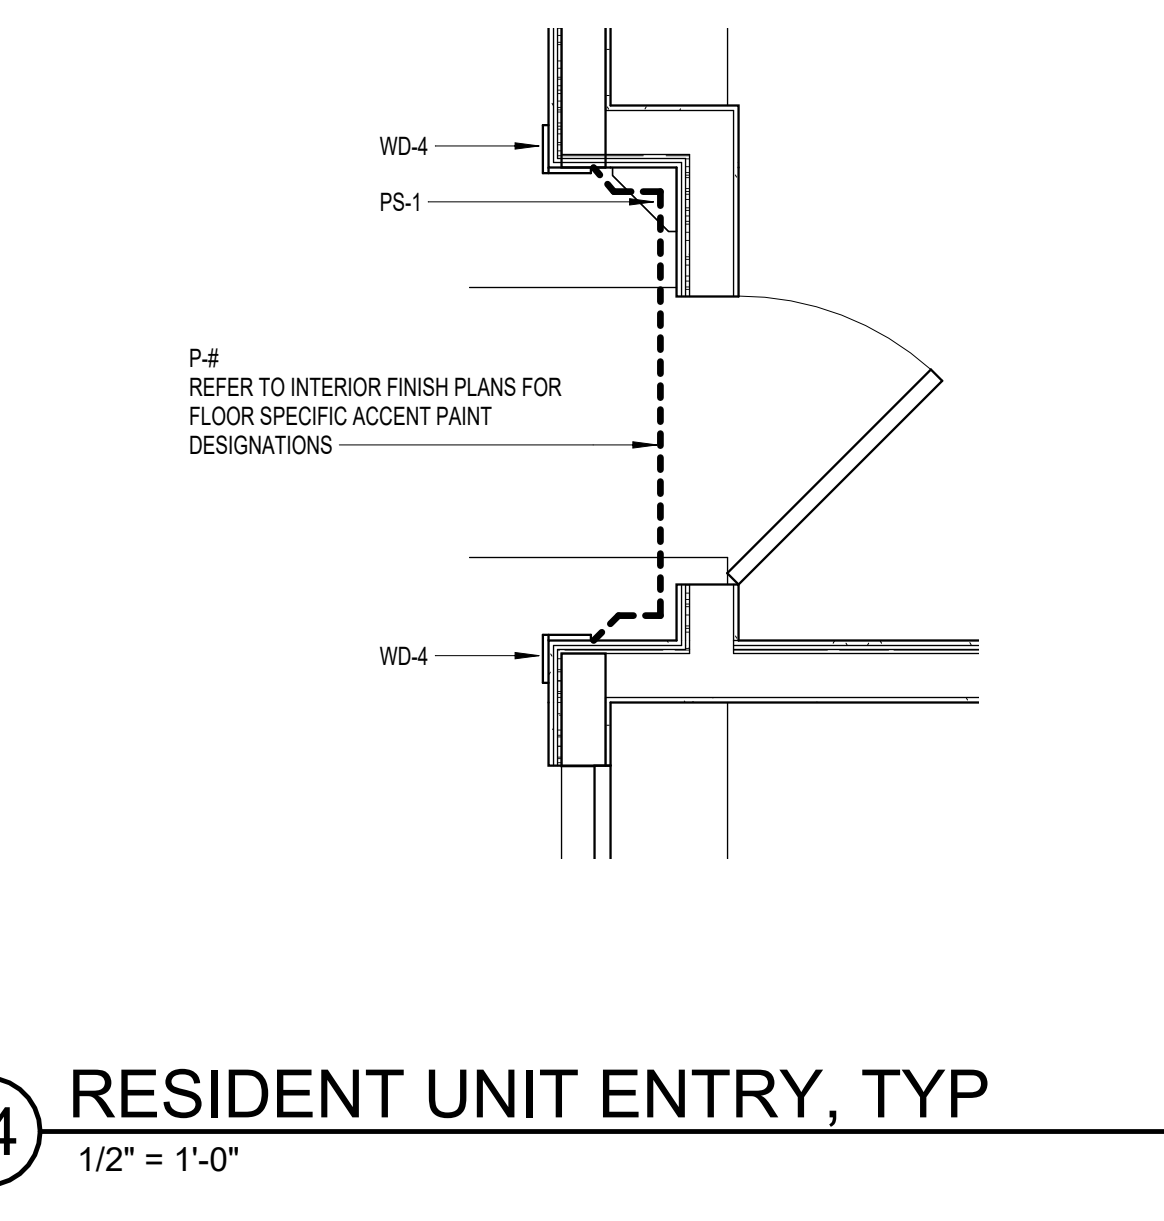 WD-4
PS-1
P-#
REFER TO INTERIOR FINISH PLANS FOR
FLOOR SPECIFIC ACCENT PAINT
DESIGNATIONS
WD-4
4
RESIDENT UNIT ENTRY, TYP
1/2" = 1'-0"